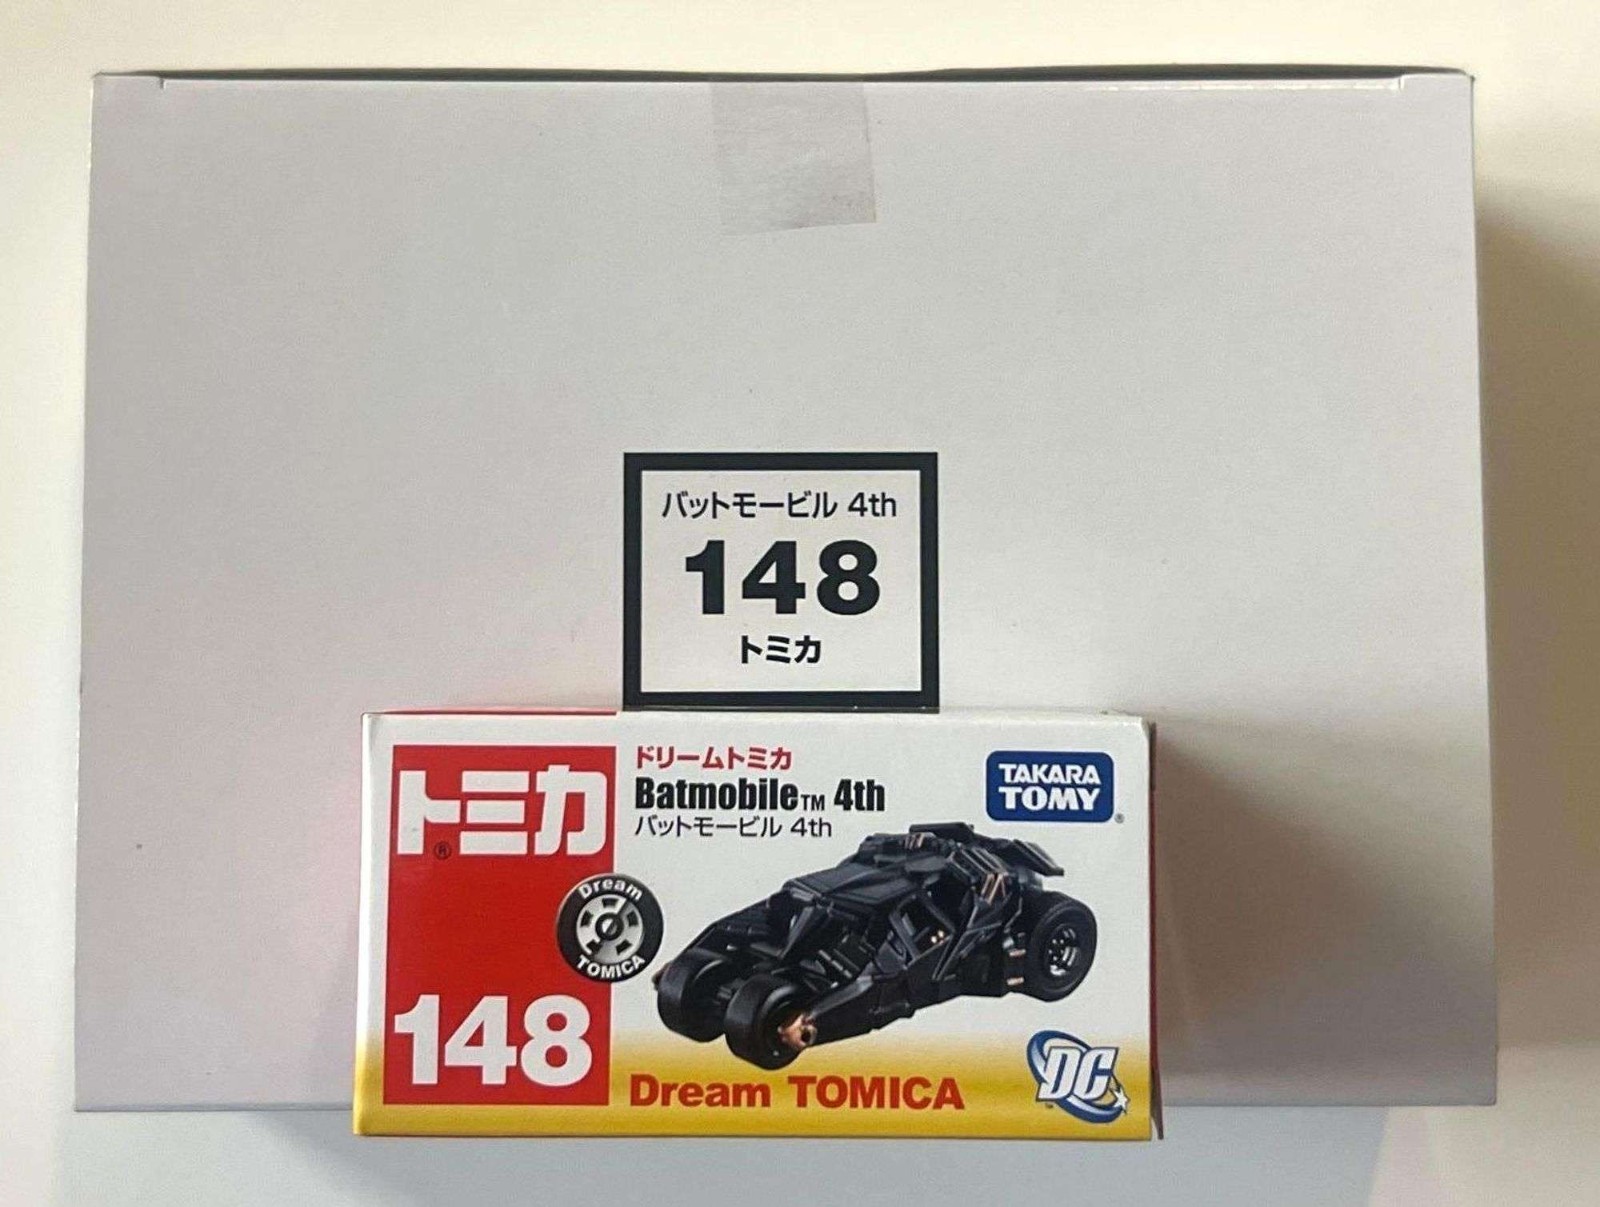 バットモービル 4th
148
トミカ
トミカ®
ドリームトミカ
Batmobile™ 4th
バットモービル 4th
TAKARA
TOMY®
Dream
TOMICA
148
Dream TOMICA
DC™